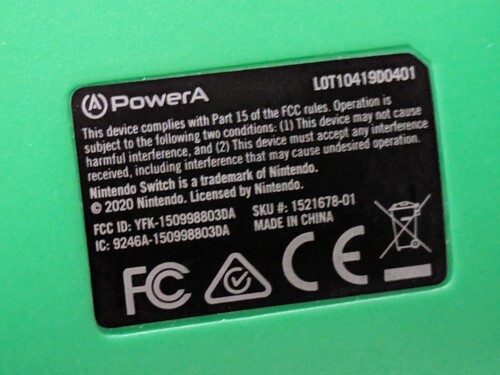 PowerA
LOT10419D0401
This device complies with Part 15 of the FCC rules. Operation is
subject to the following two conditions: (1) This device may not cause
harmful interference, and (2) This device must accept any interference
received, including interference that may cause undesired operation.
Nintendo Switch is a trademark of Nintendo.
© 2020 Nintendo. Licensed by Nintendo.
FCC ID: YFK-150998803DA
SKU #: 1521678-01
IC: 9246A-150998803DA
MADE IN CHINA
FC CE